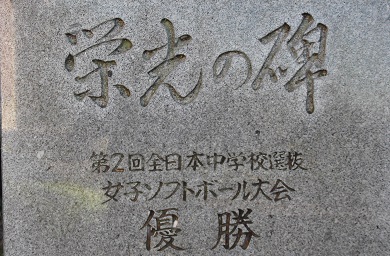 栄光の碑
第2回全日本中学校選抜
女子ソフトボール大会
優勝